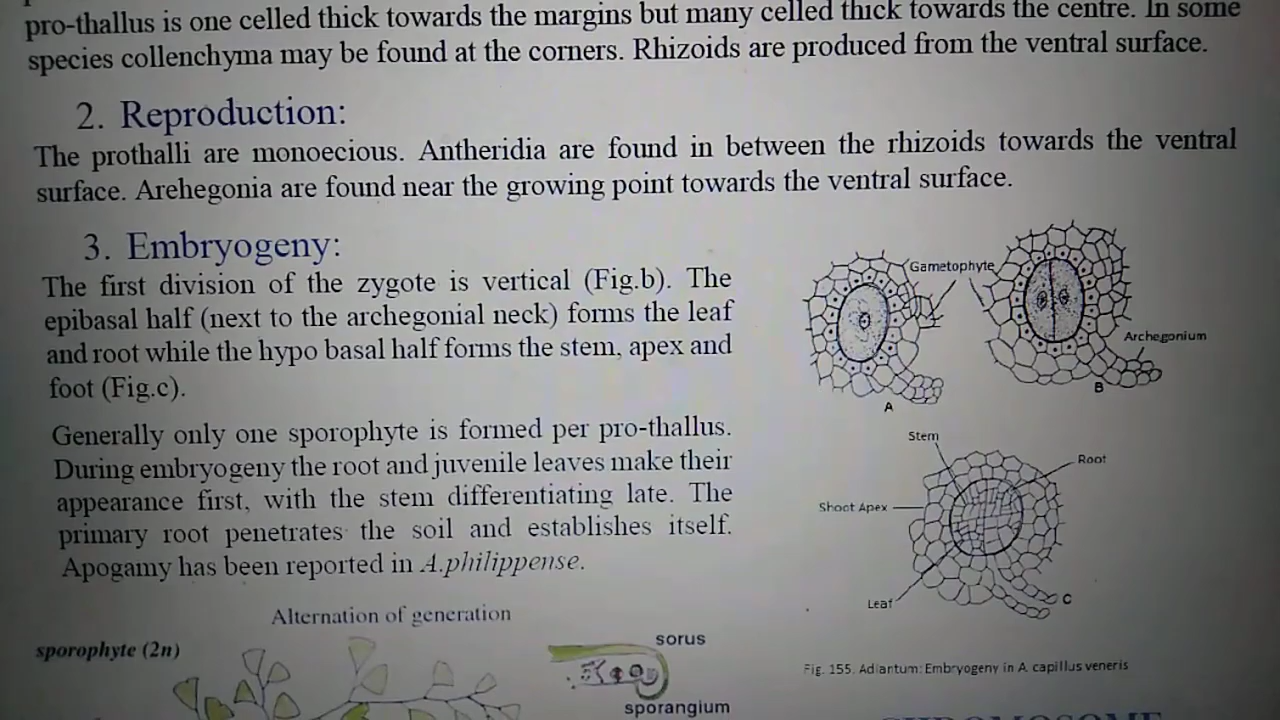 pro-thallus is one celled thick towards the margins but many celled thick towards the centre. In some
species collenchyma may be found at the corners. Rhizoids are produced from the ventral surface.
2. Reproduction:
The prothalli are monoecious. Antheridia are found in between the rhizoids towards the ventral
surface. Arehegonia are found near the growing point towards the ventral surface.
3. Embryogeny:
The first division of the zygote is vertical (Fig.b). The
epibasal half (next to the archegonial neck) forms the leaf
and root while the hypo basal half forms the stem, apex and
foot (Fig.c).
Generally only one sporophyte is formed per pro-thallus.
During embryogeny the root and juvenile leaves make their
appearance first, with the stem differentiating late. The
primary root penetrates the soil and establishes itself.
Apogamy has been reported in A.philippense.
Gametophyte
Archegonium
A
B
Stem
Root
Shoot Apex
Leaf
C
Fig. 155. Adiantum: Embryogeny in A capillus veneris
Alternation of generation
sporophyte (2n)
sorus
sporangium